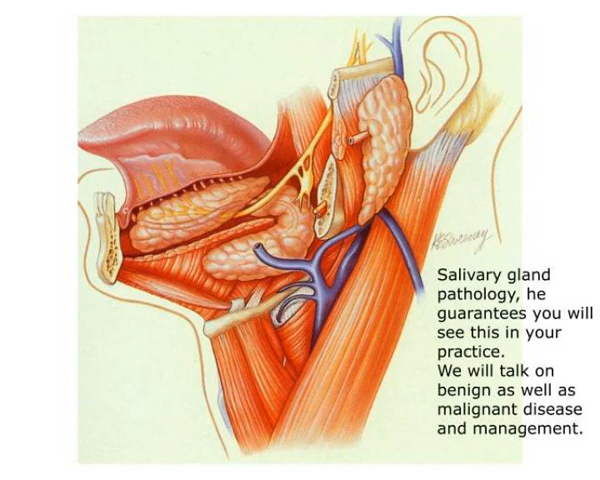 Salivary gland
pathology, he
guarantees you will
see this in your
practice.
We will talk on
benign as well as
malignant disease
and management.